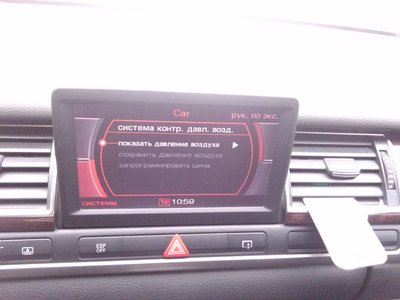 Car
рук. по экс.
система контр. давл. возд.
показать давление воздуха
сохранить давление воздуха
запрограммировать шины
системы
10:59
ESP
OFF